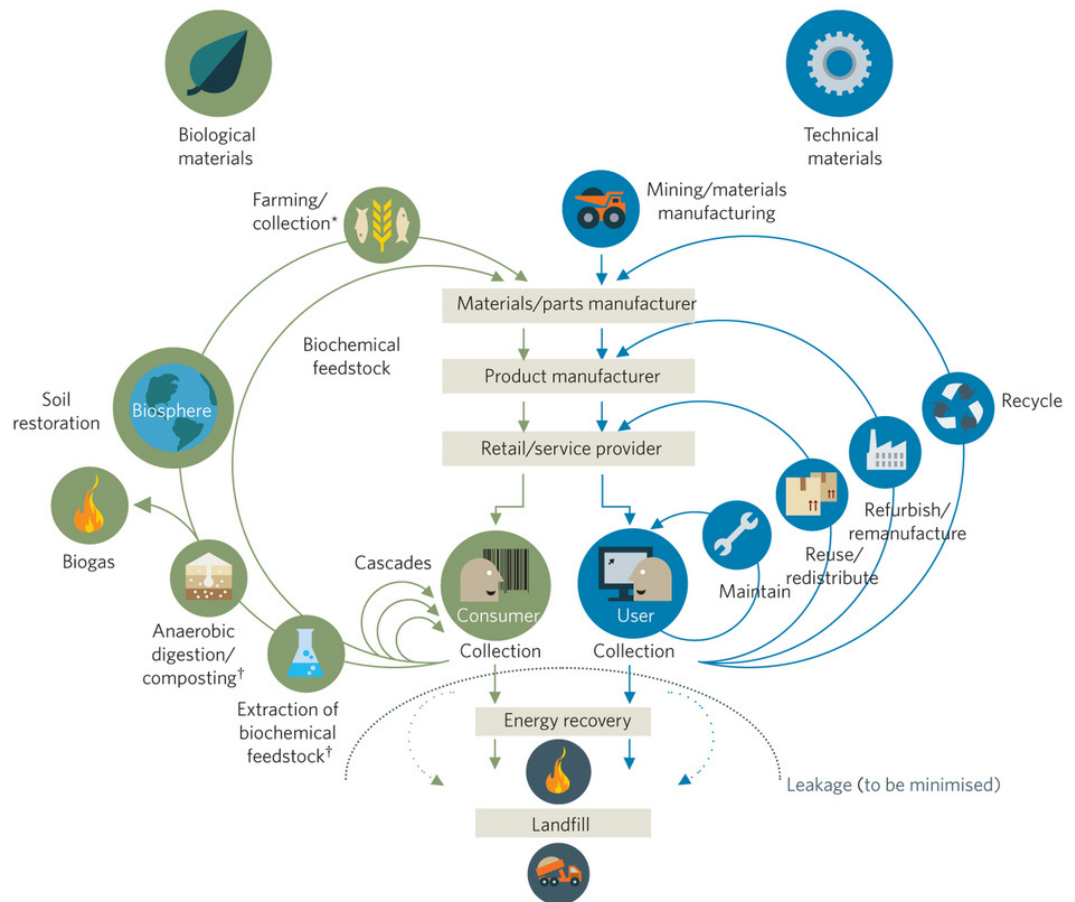 Biological
materials
Technical
materials
Farming/
collection*
Mining/materials
manufacturing
Materials/parts manufacturer
Biochemical
feedstock
Product manufacturer
Soil
restoration
Biosphere
Recycle
Retail/service provider
Biogas
Refurbish/
remanufacture
Reuse/
redistribute
Cascades
Maintain
Consumer
User
Anaerobic
digestion/
composting†
Collection
Collection
Extraction of
biochemical
feedstock†
Energy recovery
Leakage (to be minimised)
Landfill